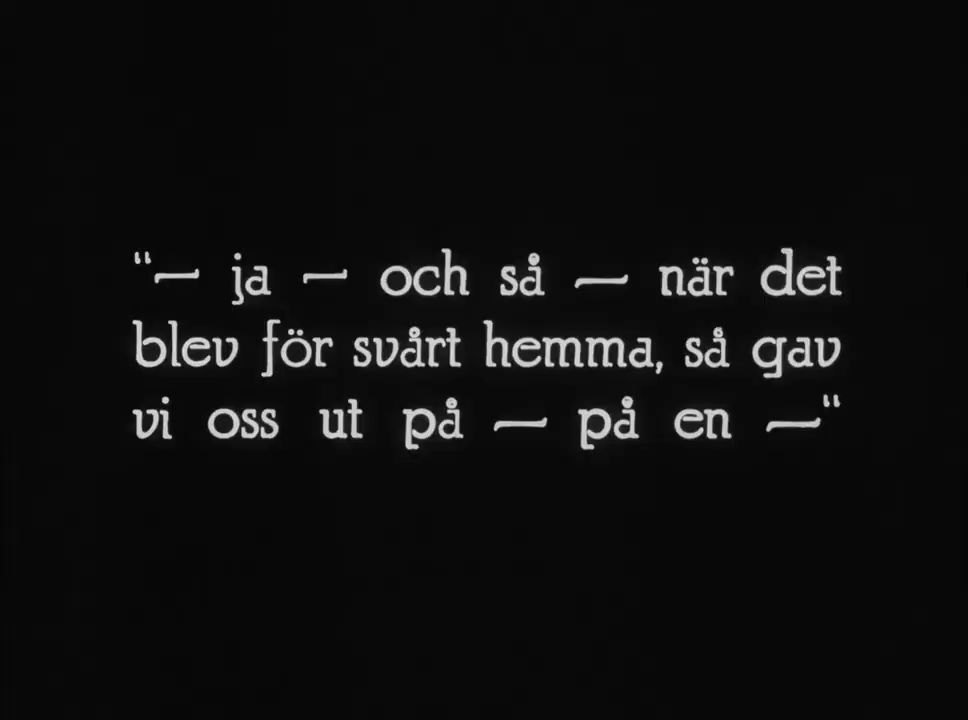 “— ja — och så — när det
blev för svårt hemma, så gav
vi oss ut på — på en —“